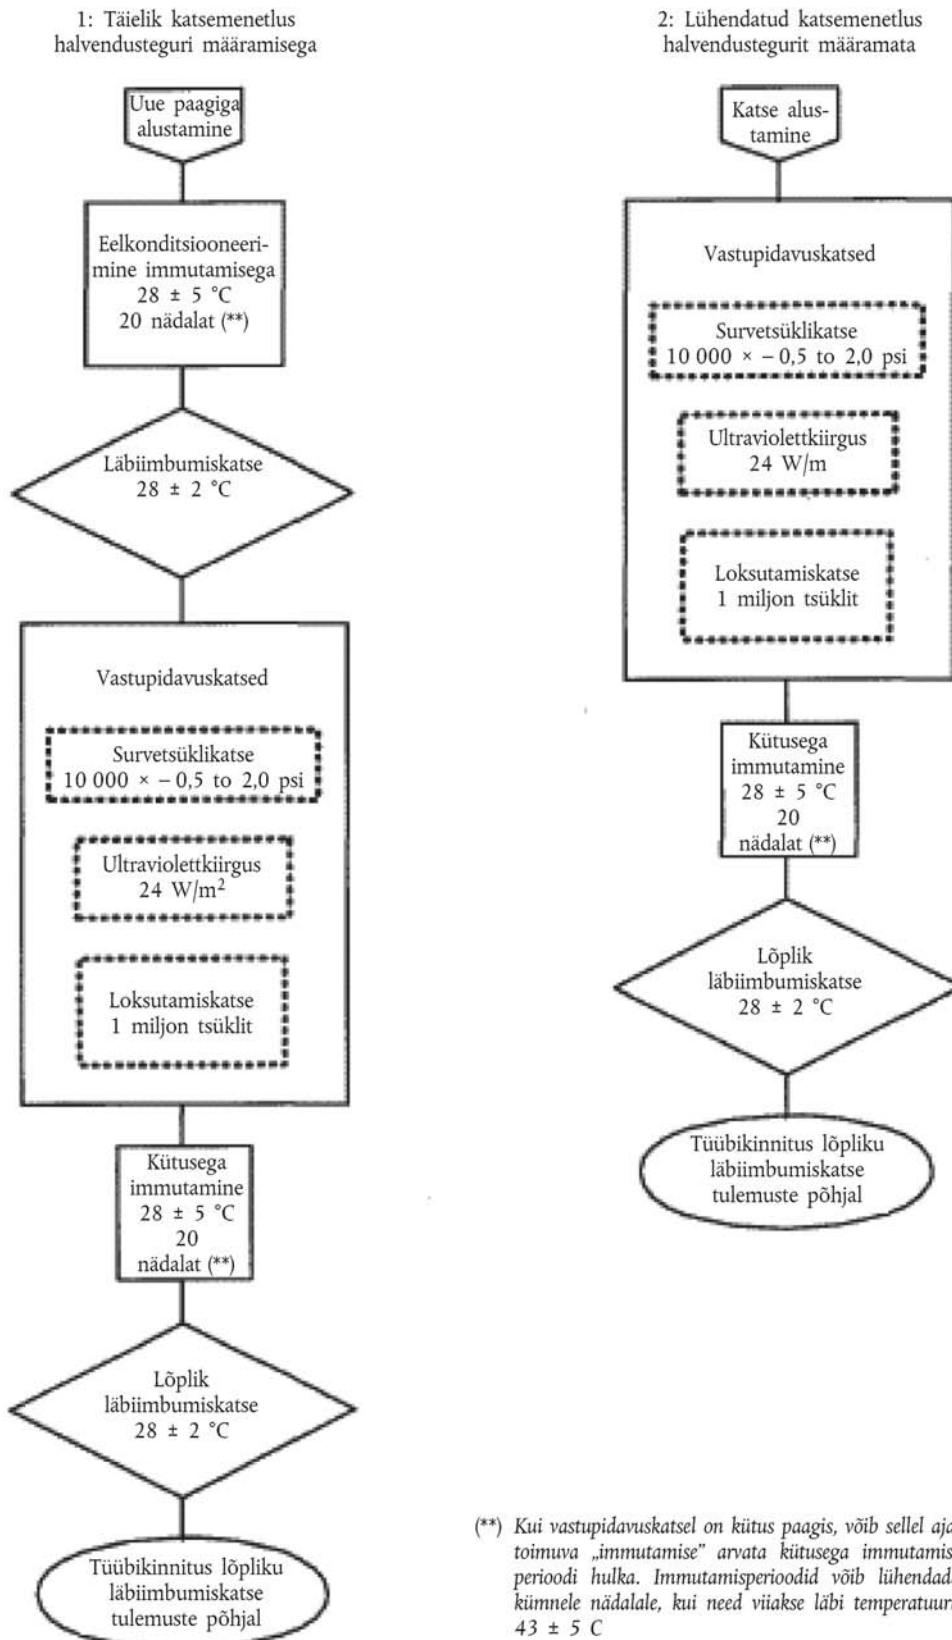 1: Täielik katsemenetlus
halvendusteguri määramisega
Uue paagiga
alustamine
Eelkonditsioneeri-
mine immutamisega
28 ± 5 °C
20 nädalat (**)
Läbiimbumiskatse
28 ± 2 °C
Vastupidavuskatsed
Survetsüklikatse
10 000 × – 0,5 to 2,0 psi
Ultraviolettkiirgus
24 W/m²
Loksutamiskatse
1 miljon tsüklit
Kütusega
immutamine
28 ± 5 °C
20
nädalat (**)
Lõplik
läbiimbumiskatse
28 ± 2 °C
Tüübikinnitus lõpliku
läbiimbumiskatse
tulemuste põhjal
2: Lühendatud katsemenetlus
halvendustegurit määramata
Katse alus-
tamine
Vastupidavuskatsed
Survetsüklikatse
10 000 × – 0,5 to 2,0 psi
Ultraviolettkiirgus
24 W/m
Loksutamiskatse
1 miljon tsüklit
Kütusega
immutamine
28 ± 5 °C
20
nädalat (**)
Lõplik
läbiimbumiskatse
28 ± 2 °C
Tüübikinnitus lõpliku
läbiimbumiskatse
tulemuste põhjal
(**) Kui vastupidavuskatsel on kütus paagis, võib sellel
toimuva „immutamise” arvata kütusega
perioodi hulka. Immutamisperioodid võib
kümnele nädalale, kui need viiakse läbi
43 ± 5 C